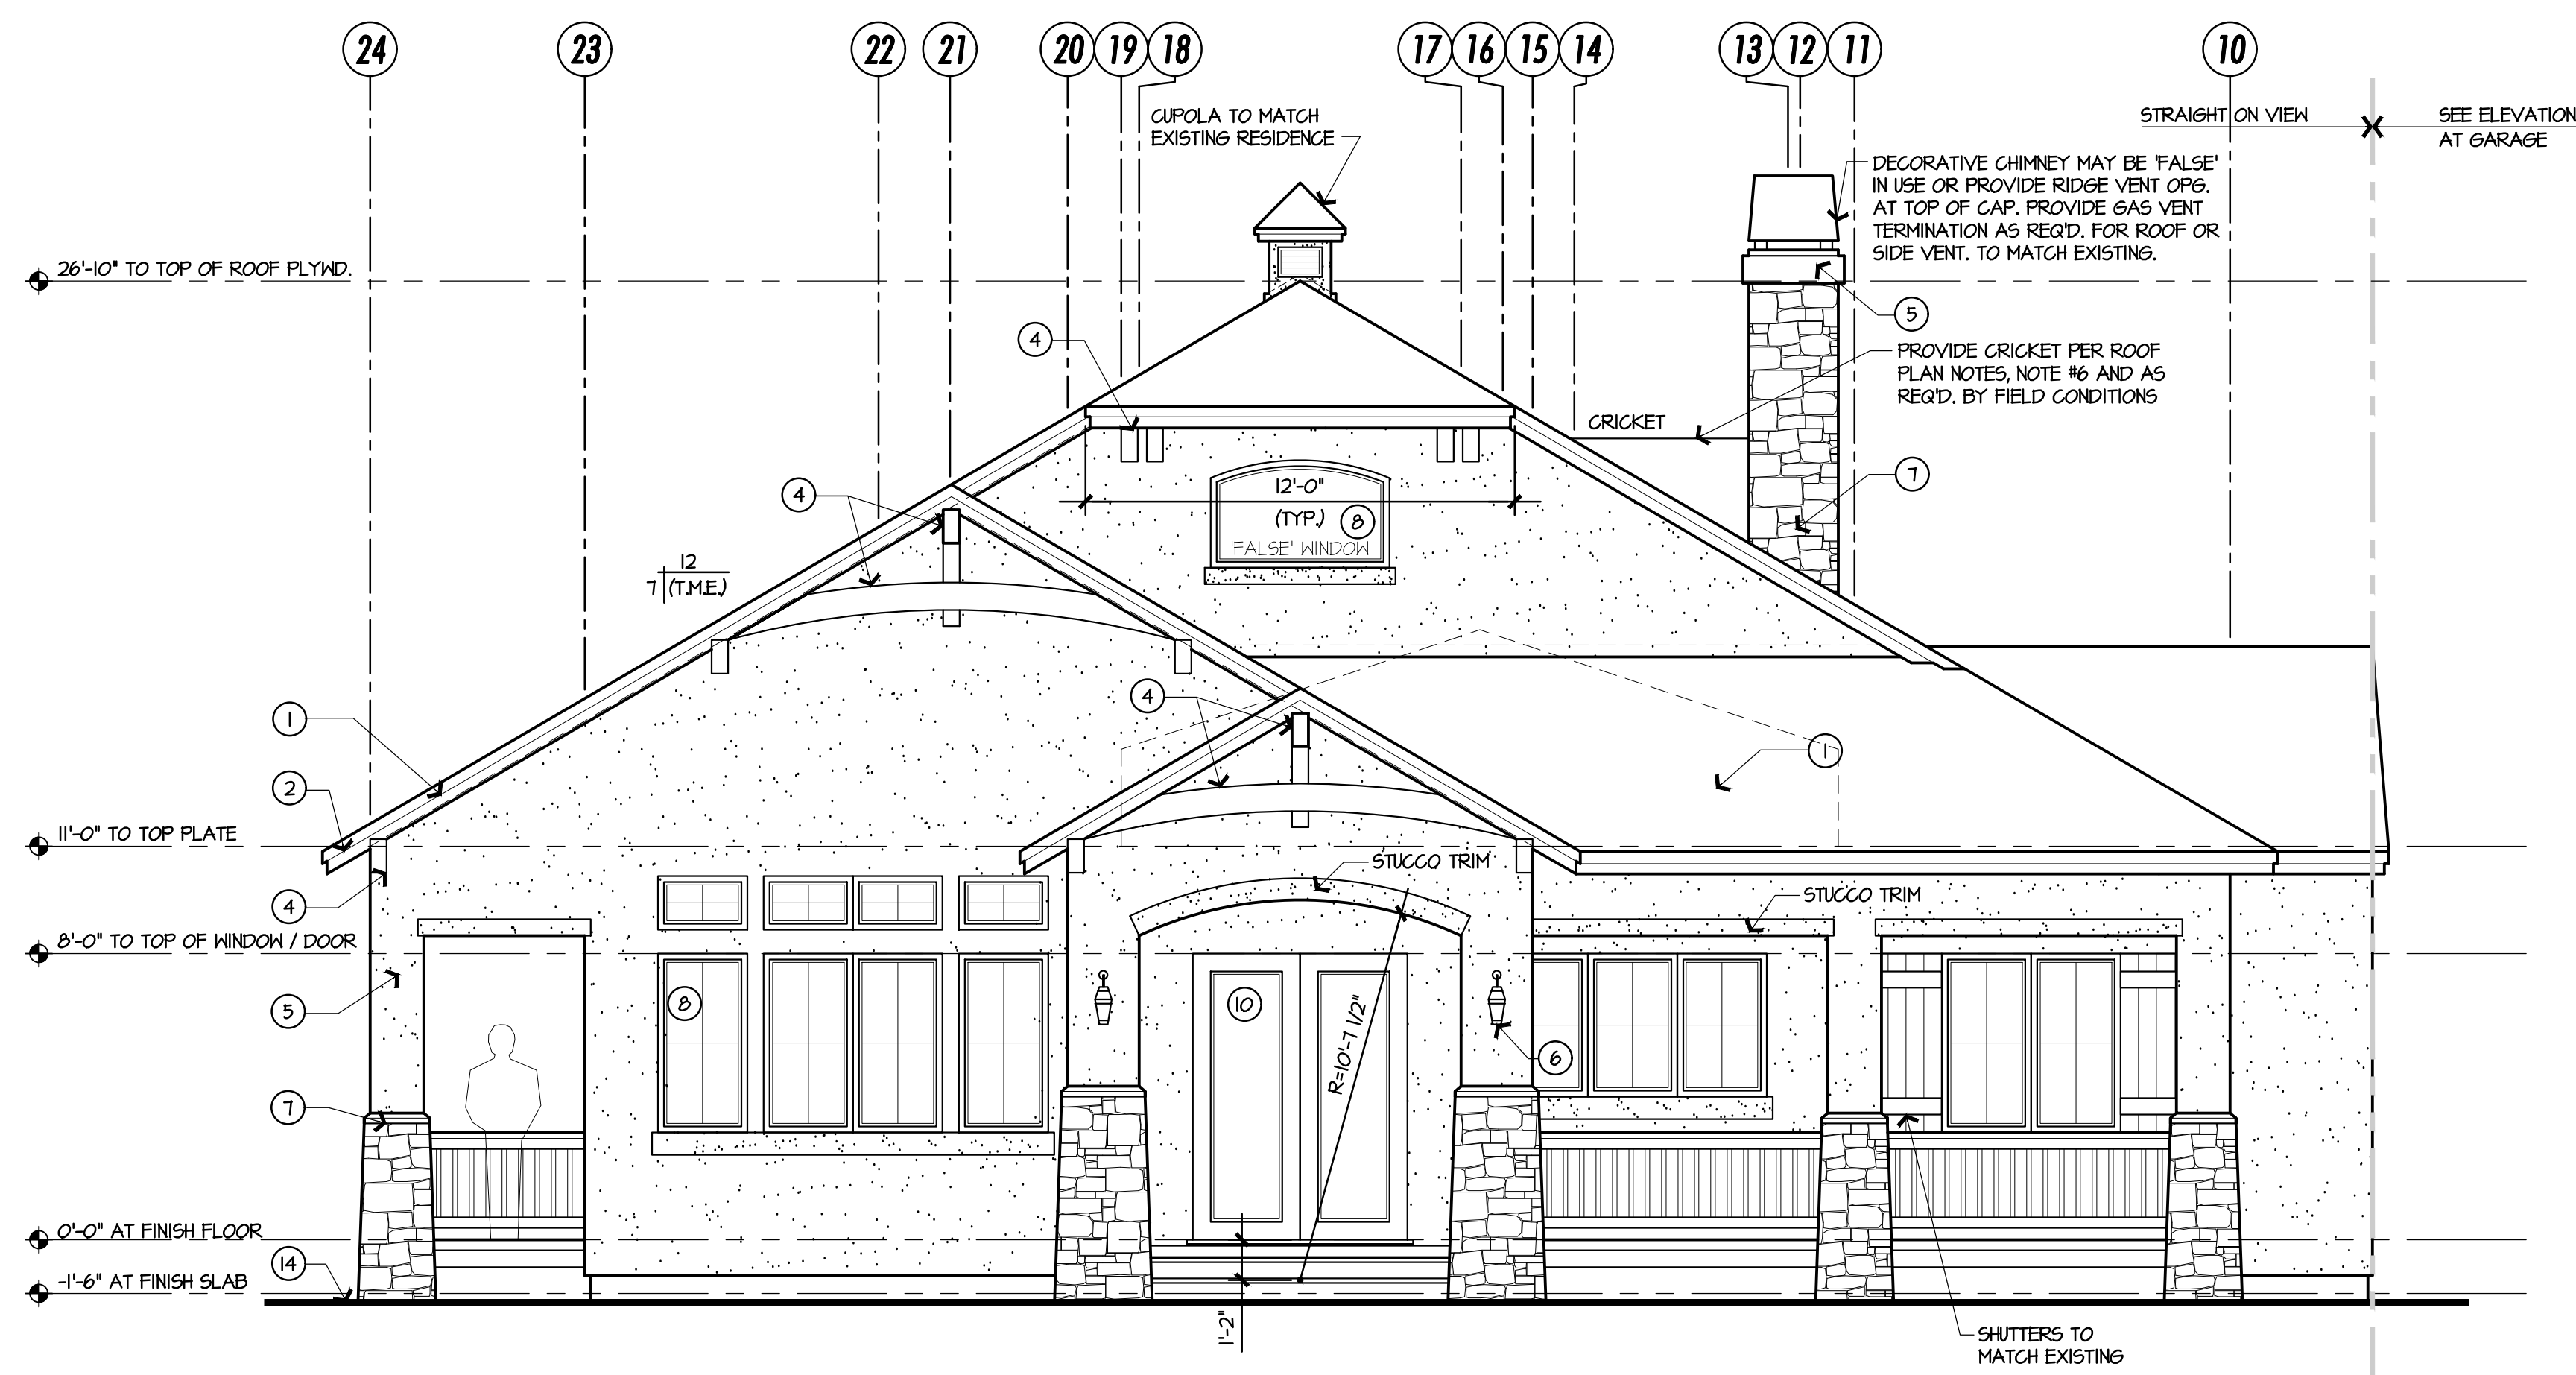 24 23 22 21 20 19 18 17 16 15 14 13 12 11 10
CUPOLA TO MATCH
EXISTING RESIDENCE
STRAIGHT ON VIEW
SEE ELEVATION
AT GARAGE
DECORATIVE CHIMNEY MAY BE 'FALSE'
IN USE OR PROVIDE RIDGE VENT OPG.
AT TOP OF CAP. PROVIDE GAS VENT
TERMINATION AS REQ'D. FOR ROOF OR
SIDE VENT. TO MATCH EXISTING.
26'-10" TO TOP OF ROOF PLYWD.
5
4
PROVIDE CRICKET PER ROOF
PLAN NOTES, NOTE #6 AND AS
REQ'D. BY FIELD CONDITIONS
CRICKET
7
4
12'-0"
(TYP.)
8
'FALSE' WINDOW
12
7 (T.M.E.)
4
1
1
2
11'-0" TO TOP PLATE
STUCCO TRIM
STUCCO TRIM
4
8'-0" TO TOP OF WINDOW / DOOR
5
8
10
R=10'-7 1/2"
6
7
0'-0" AT FINISH FLOOR
14
-1'-6" AT FINISH SLAB
1'-2"
SHUTTERS TO
MATCH EXISTING